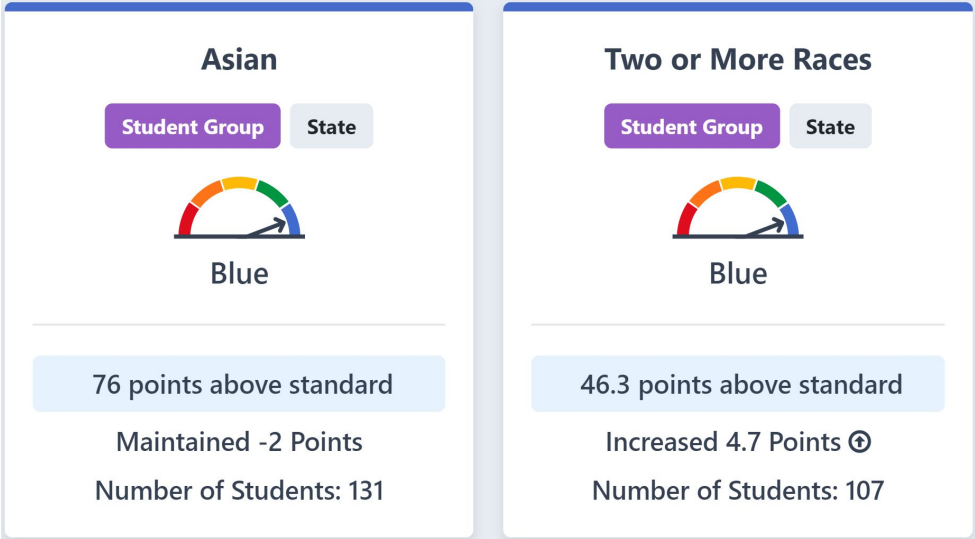 Asian
Student Group State
Blue
76 points above standard
Maintained -2 Points
Number of Students: 131
Two or More Races
Student Group State
Blue
46.3 points above standard
Increased 4.7 Points
Number of Students: 107